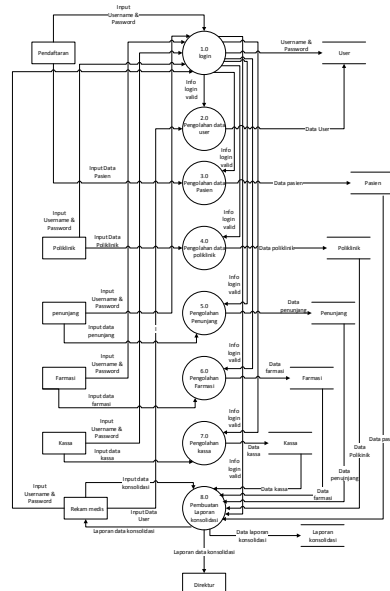 Input
Username &
Password
Pendaftaran
1.0
login
Username &
Password
User
Info
login
valid
2.0
Pengolahan data
user
Data User
Info
login
valid
Input Data
Pasien
3.0
Pengolahan data
Pasien
Data pasien
Pasien
Info
login
valid
Input
Username &
Password
Poliklinik
Input Data
Poliklinik
4.0
Pengolahan data
poliklinik
Data poliklinik
Poliklinik
Info
login
valid
penunjang
Input
Username &
Password
Input data
penunjang
5.0
Pengolahan
Penunjang
Data
penunjang
Penunjang
Info
login
valid
Farmasi
Input
Username &
Password
Input data
farmasi
6.0
Pengolahan
Farmasi
Data
farmasi
Farmasi
Info
login
valid
Kassa
Input
Username &
Password
Input data
kassa
7.0
Pengolahan
kassa
Data
kassa
Kassa
Data pas
Data
Poliknik
Data
penunjang
Info
login
valid
Input
Username &
Password
Input data
konsolidasi
Rekam medis
Input Data
User
Laporan data konsolidasi
8.0
Pembuatan
Laporan
konsolidasi
Data kassa
Data
farmasi
Data laporan
konsolidasi
Laporan
konsolidasi
Laporan data konsolidasi
Direktur